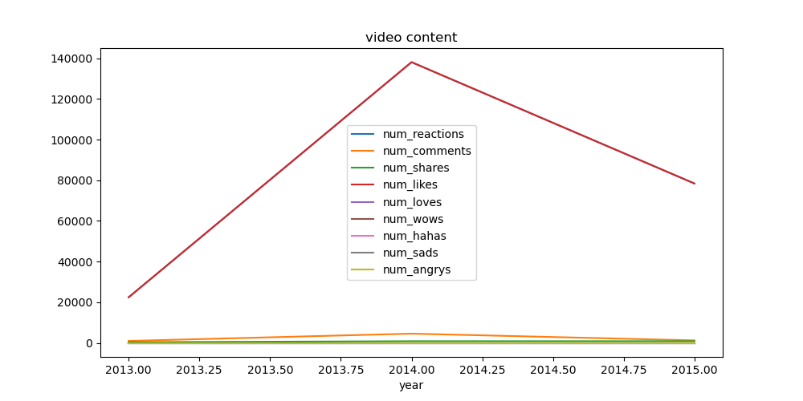 video content
140000
120000
100000
80000
60000
40000
20000
0
num_reactions
num_comments
num_shares
num_likes
num_loves
num_wows
num_hahas
num_sads
num_angrys
2013.00 2013.25 2013.50 2013.75 2014.00 2014.25 2014.50 2014.75 2015.00
year